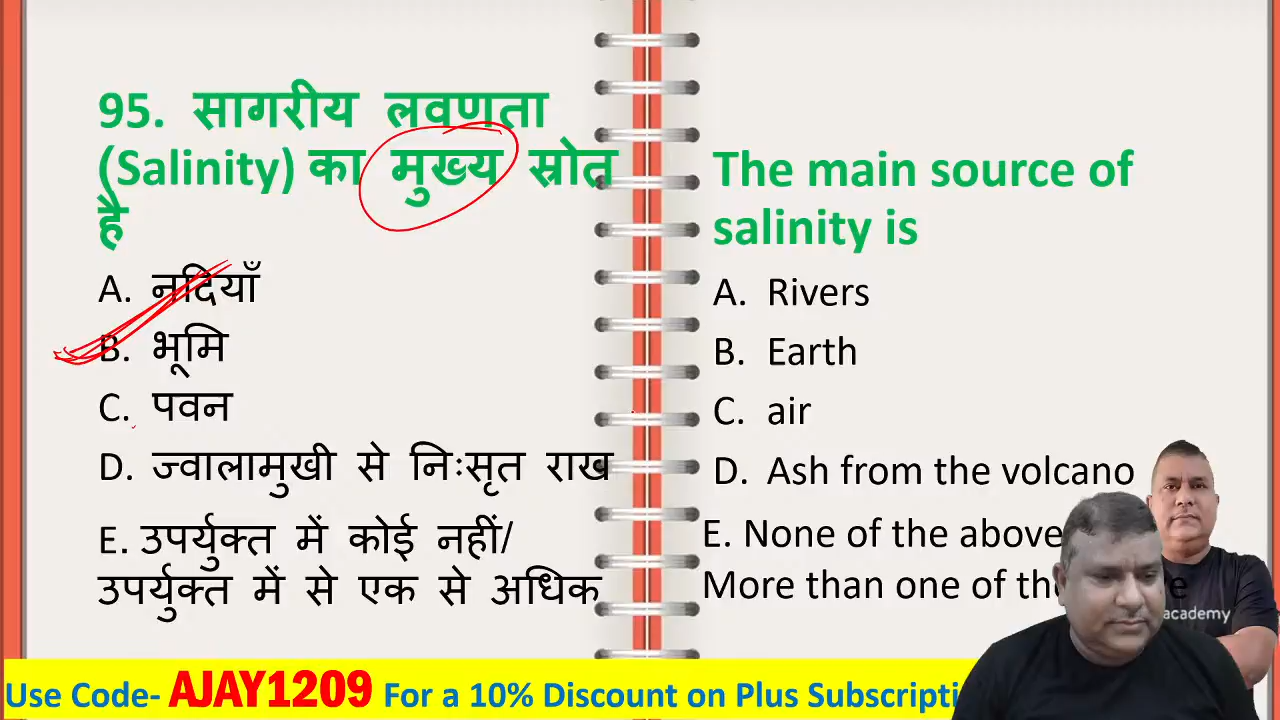 95. सागरीय लवणता
(Salinity) का मुख्य स्रोत
है
A. नदियाँ
B. भूमि
C. पवन
D. ज्वालामुखी से निःसृत राख
E. उपर्युक्त में कोई नहीं/
उपर्युक्त में से एक से अधिक
The main source of
salinity is
A. Rivers
B. Earth
C. air
D. Ash from the volcano
E. None of the above
More than one of
academy
Use Code- AJAY1209 For a 10% Discount on Plus